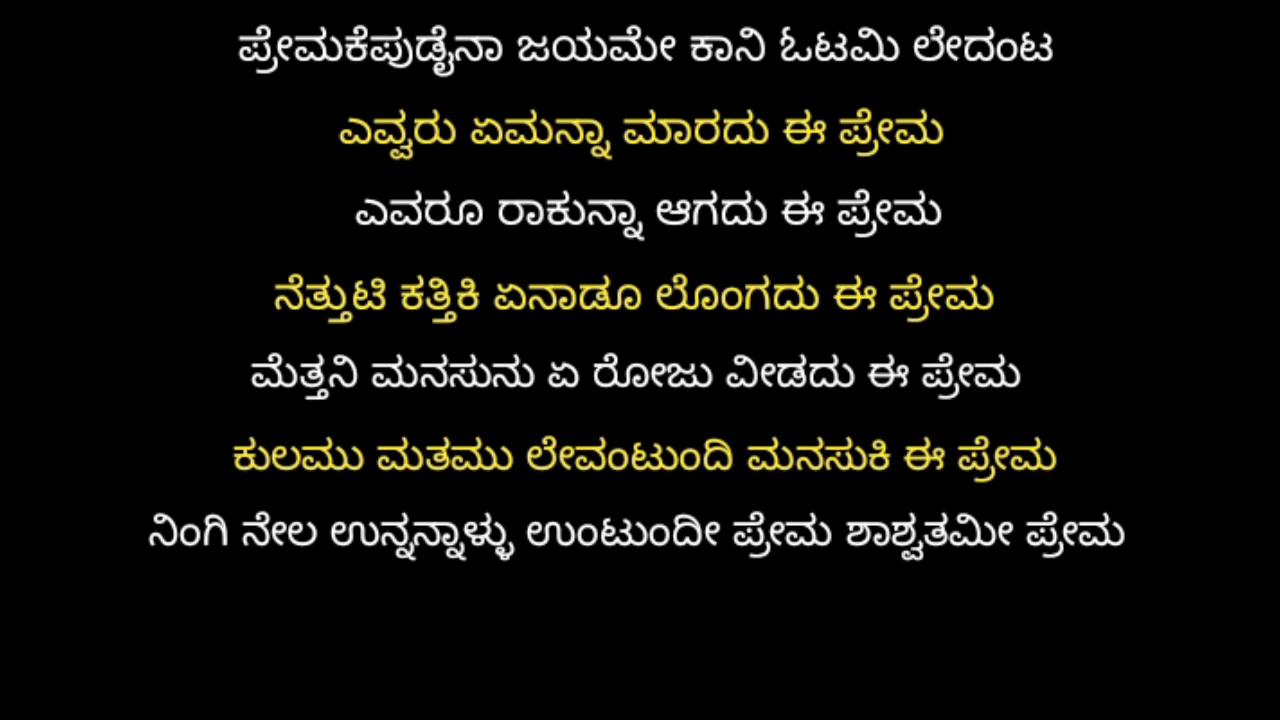 ಪ್ರೇಮಕೆಪುಡೈನಾ ಜಯಮೇ ಕಾನಿ ಓಟಮಿ ಲೇದಂಟ
ಎವ್ವರು ಏಮನ್నా ಮಾರದು ಈ ಪ್ರೇಮ
ಎವರೂ ರಾಕುನ್ನಾ ಆಗದು ಈ ಪ್ರೇಮ
ನೆತ್ತುಟಿ ಕತ್ತಿಕಿ ಏನಾಡೂ ಲೊಂಗದು ಈ ಪ್ರೇಮ
ಮೆತ್ತನಿ ಮನಸುನು ಏ ರೋಜು ವೀಡದು ಈ ಪ್ರೇಮ
ಕುಲಮು ಮತಮು ಲೇವಂಟುಂದಿ ಮನಸುಕಿ ಈ ಪ್ರೇಮ
ನಿಂಗಿ ನೇಲ ಉನ್ನನ್ನಾಳ್ಳು ಉಂಟುಂದೀ ಪ್ರೇಮ ಶಾಶ್ವತಮೀ ಪ್ರೇಮ